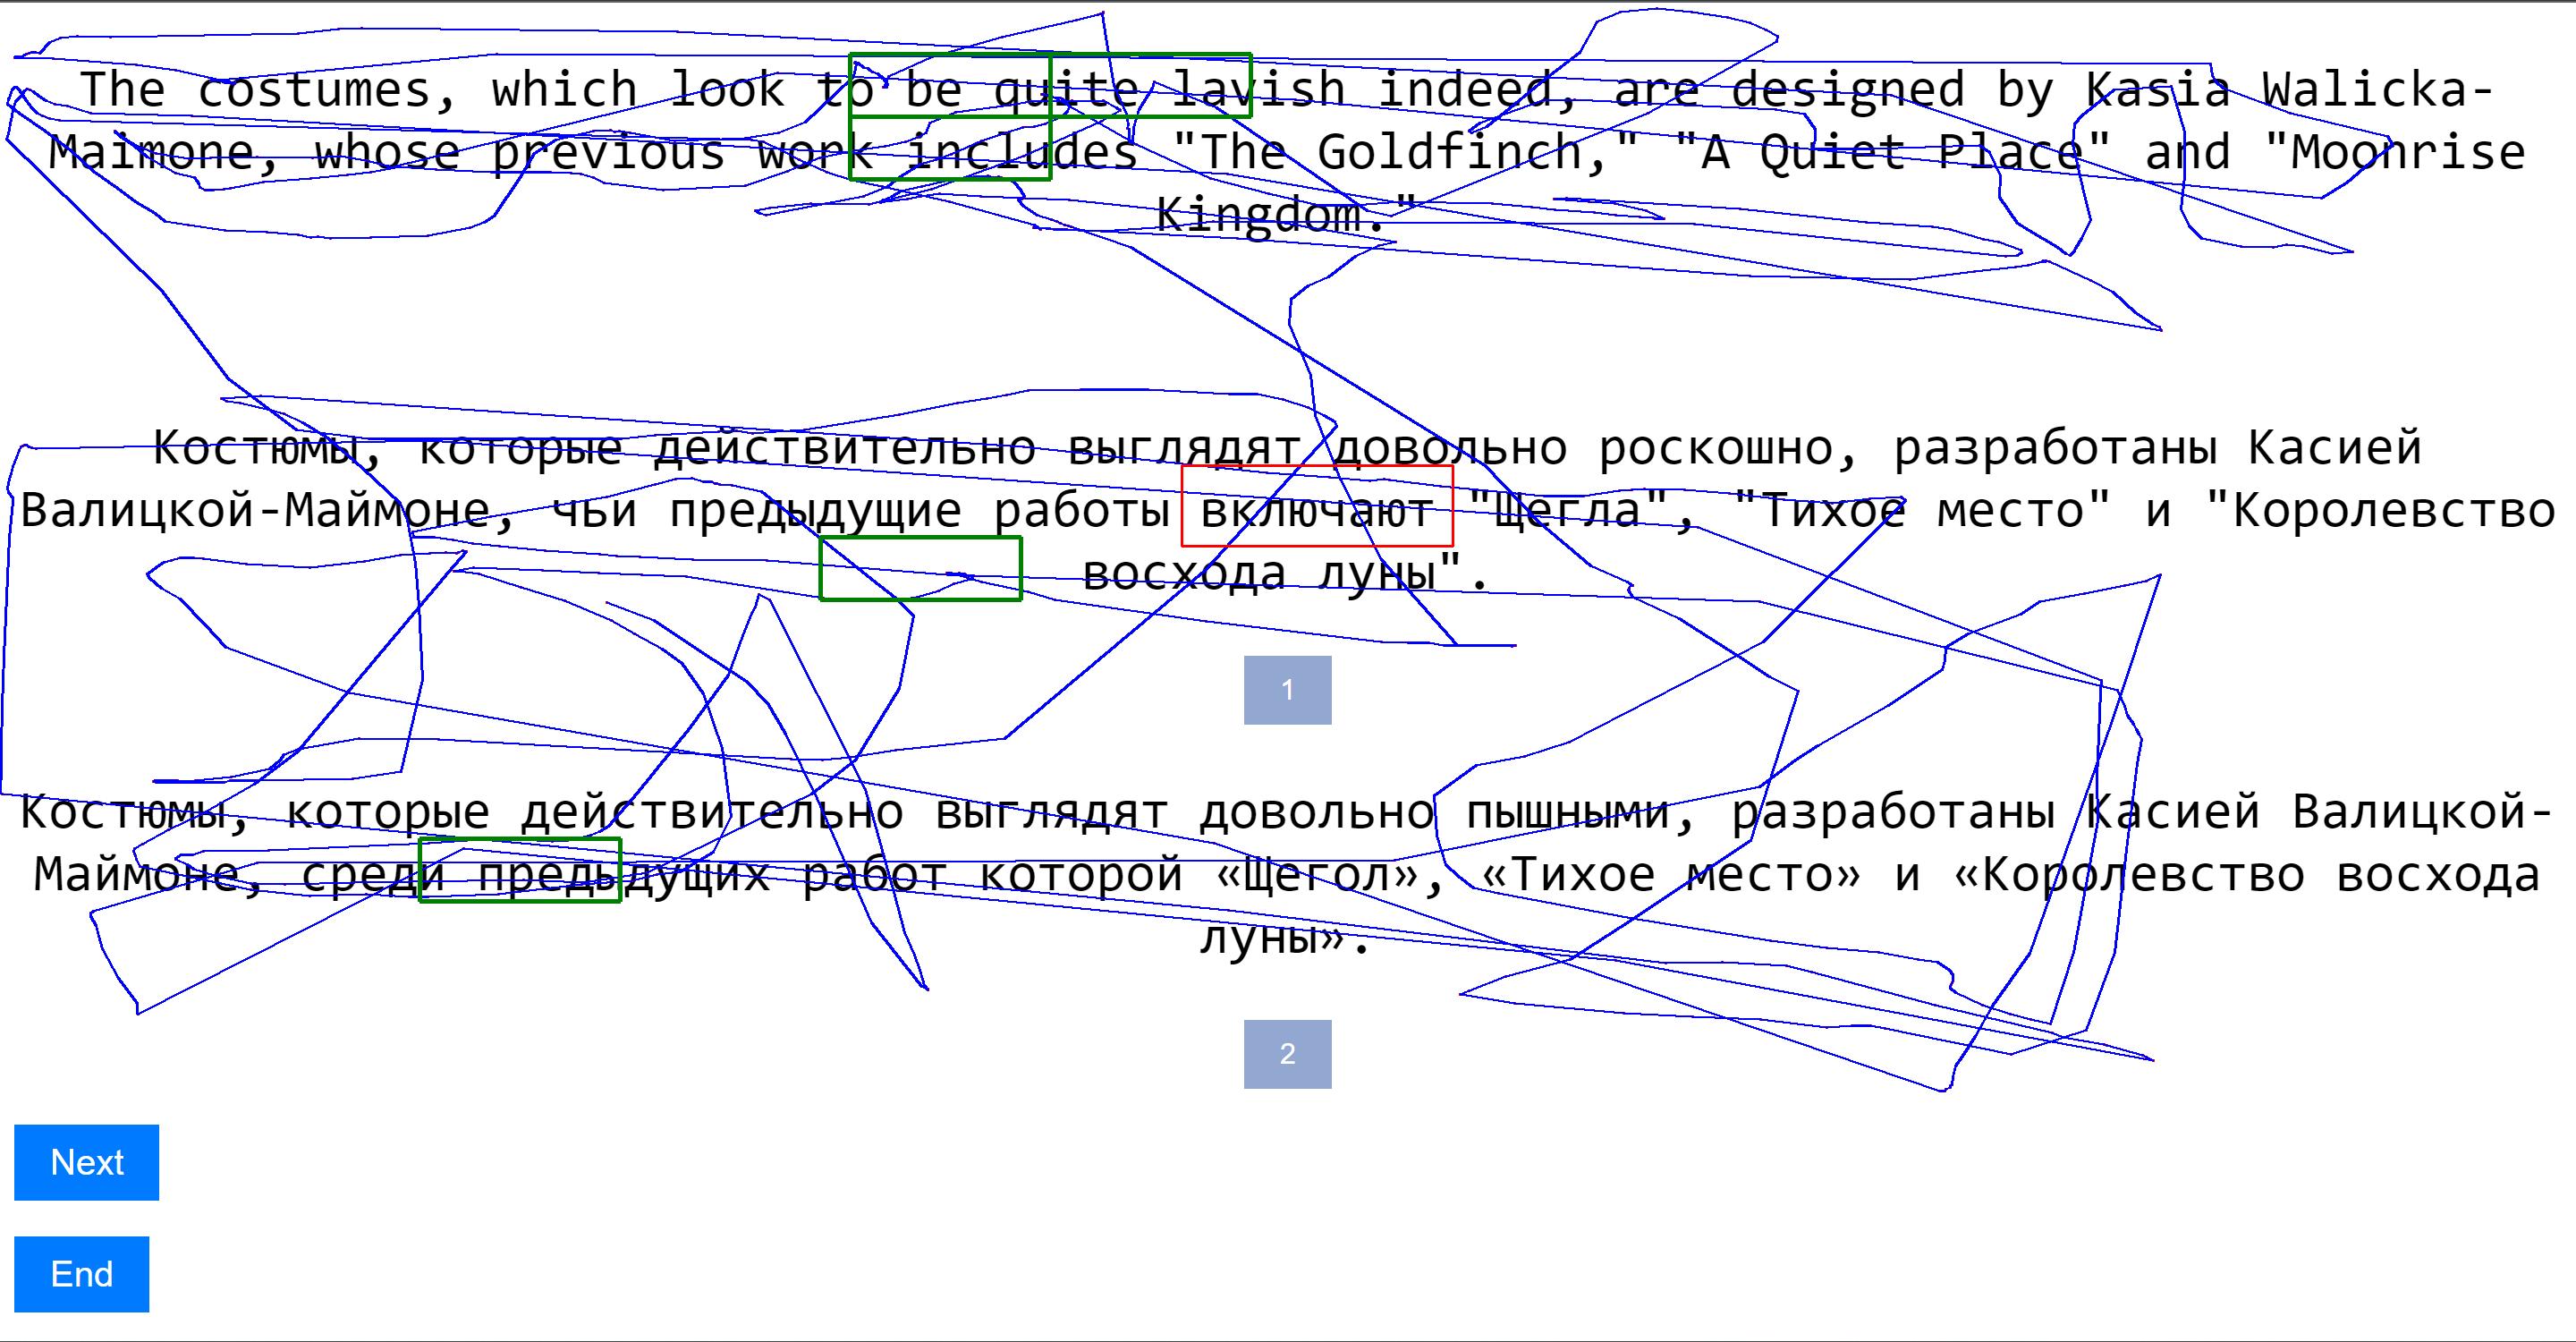 The costumes, which look to be quite lavish indeed, are designed by Kasia Walicka-
Maimone, whose previous work includes "The Goldfinch," "A Quiet Place" and "Moonrise
Kingdom."
Костюмы, которые действительно выглядят довольно роскошно, разработаны Касией
Валицкой-Маймоне, чьи предыдущие работы включают "Щегла", "Тихое место" и "Королевство
восхода луны".
1
Костюмы, которые действительно выглядят довольно пышными, разработаны Касией Валицкой-
Маймоне, среди предыдущих работ которой «Щегол», «Тихое место» и «Королевство восхода
луны».
2
Next
End